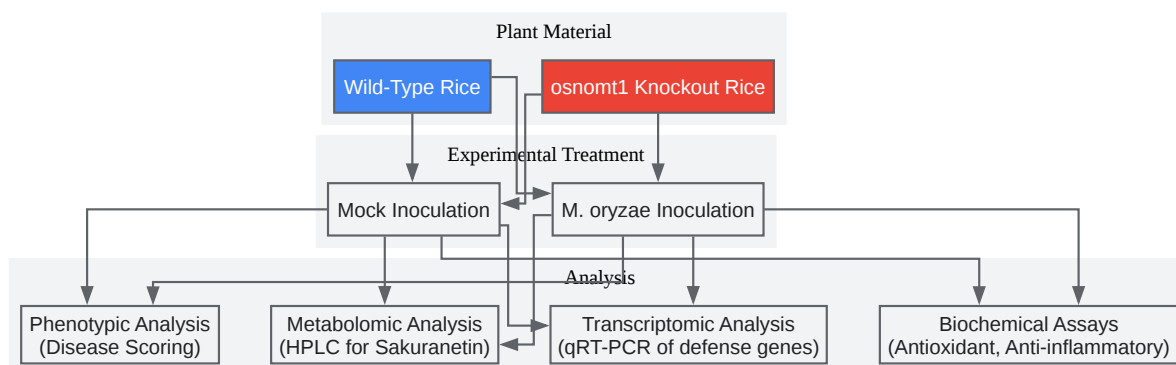 Plant Material
Wild-Type Rice
osnomt1 Knockout Rice
Experimental Treatment
Mock Inoculation
M. oryzae Inoculation
Analysis
Phenotypic Analysis
(Disease Scoring)
Metabolomic Analysis
(HPLC for Sakuranetin)
Transcriptomic Analysis
(qRT-PCR of defense genes)
Biochemical Assays
(Antioxidant, Anti-inflammatory)